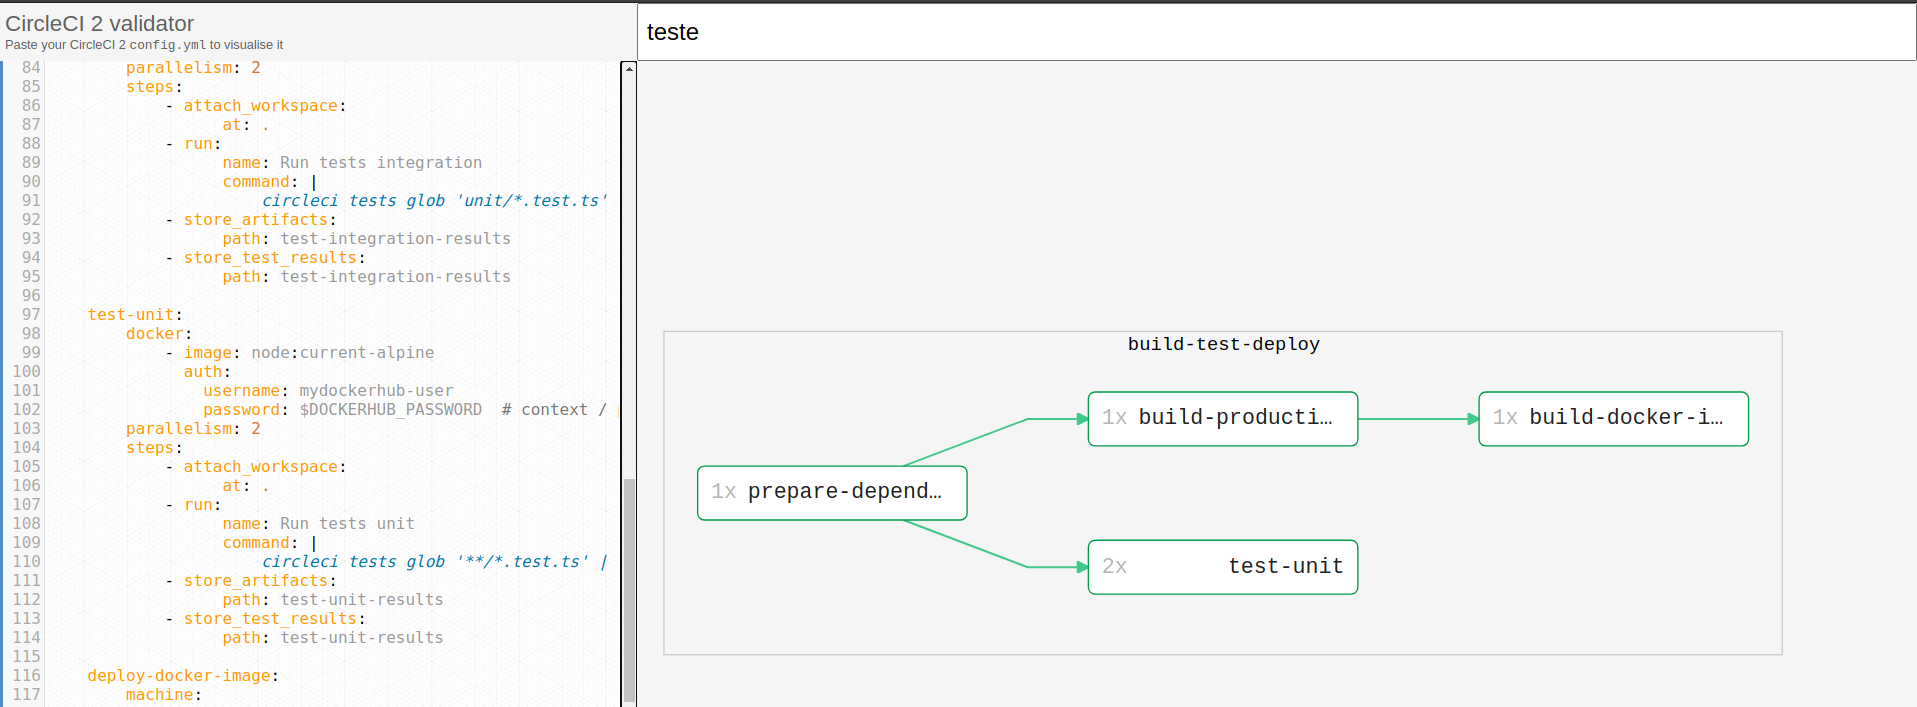 CircleCI 2 validator
Paste your CircleCI 2 config.yml to visualise it
teste
84 parallelism: 2
85 steps:
86 - attach_workspace:
87 at: .
88 - run:
89 name: Run tests integration
90 command: |
91 circleci tests glob 'unit/*.test.ts'
92 - store_artifacts:
93 path: test-integration-results
94 - store_test_results:
95 path: test-integration-results
96
97 test-unit:
98 docker:
99 - image: node:current-alpine
100 auth:
101 username: mydockerhub-user
102 password: $DOCKERHUB_PASSWORD # context /
103 parallelism: 2
104 steps:
105 - attach_workspace:
106 at: .
107 - run:
108 name: Run tests unit
109 command: |
110 circleci tests glob '**/*.test.ts' |
111 - store_artifacts:
112 path: test-unit-results
113 - store_test_results:
114 path: test-unit-results
115
116 deploy-docker-image:
117 machine:
build-test-deploy
1x build-producti…
1x build-docker-i…
1x prepare-depend…
2x test-unit